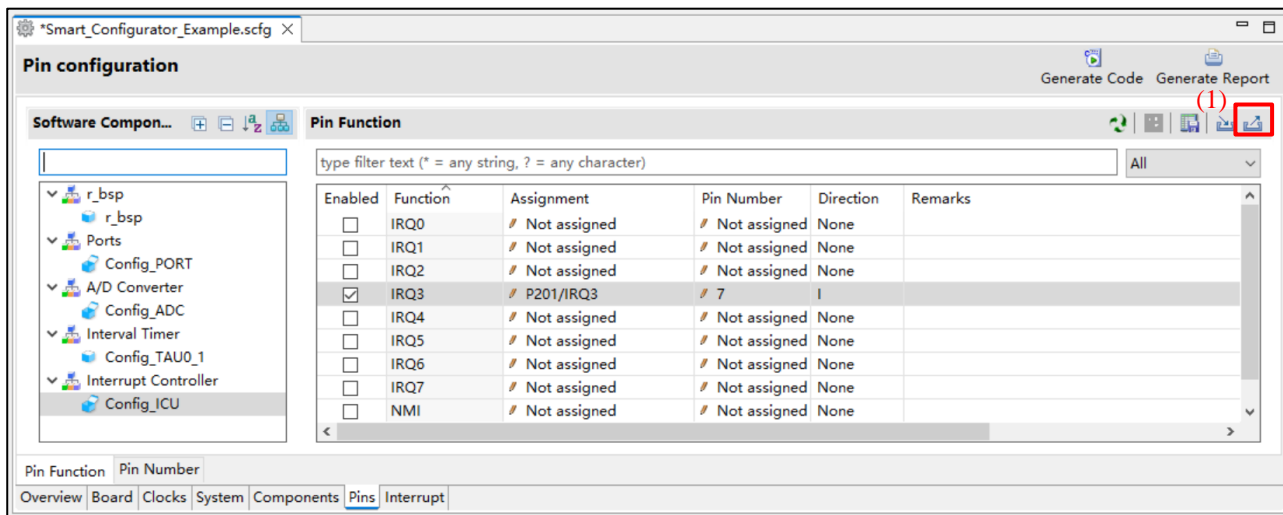 *Smart_Configurator_Example.scfg
Pin configuration
Generate Code Generate Report
(1)
Software Compon... Pin Function
type filter text (* = any string, ? = any character) All
Enabled Function Assignment Pin Number Direction Remarks
r_bsp
r_bsp
Ports
Config_PORT
A/D Converter
Config_ADC
Interval Timer
Config_TAU0_1
Interrupt Controller
Config_ICU
IRQ0 Not assigned Not assigned None
IRQ1 Not assigned Not assigned None
IRQ2 Not assigned Not assigned None
IRQ3 P201/IRQ3 7 I
IRQ4 Not assigned Not assigned None
IRQ5 Not assigned Not assigned None
IRQ6 Not assigned Not assigned None
IRQ7 Not assigned Not assigned None
NMI Not assigned Not assigned None
Pin Function Pin Number
Overview Board Clocks System Components Pins Interrupt